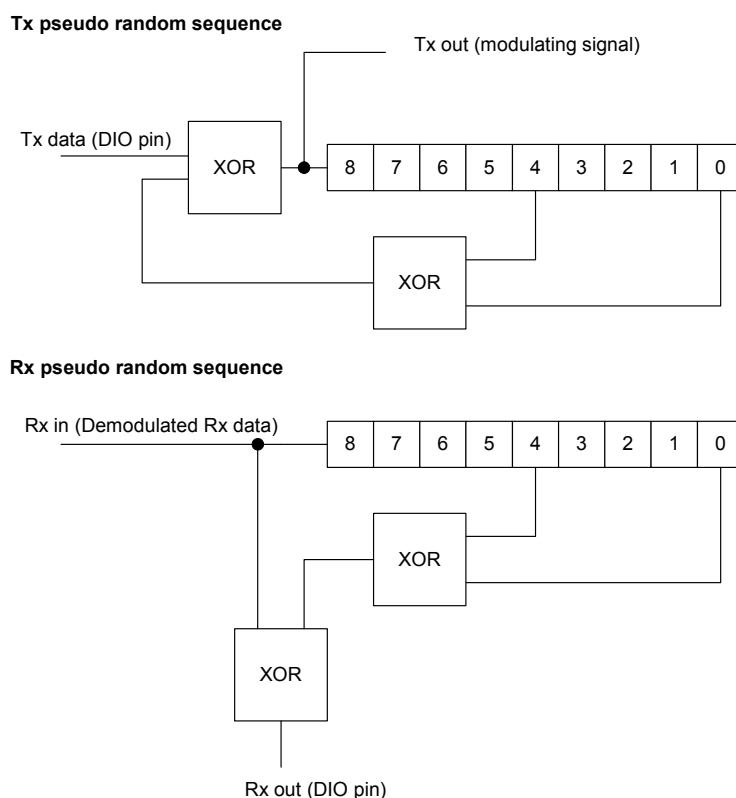 Tx pseudo random sequence
Tx out (modulating signal)
Tx data (DIO pin)
XOR
8 7 6 5 4 3 2 1 0
XOR
Rx pseudo random sequence
Rx in (Demodulated Rx data)
8 7 6 5 4 3 2 1 0
XOR
XOR
Rx out (DIO pin)